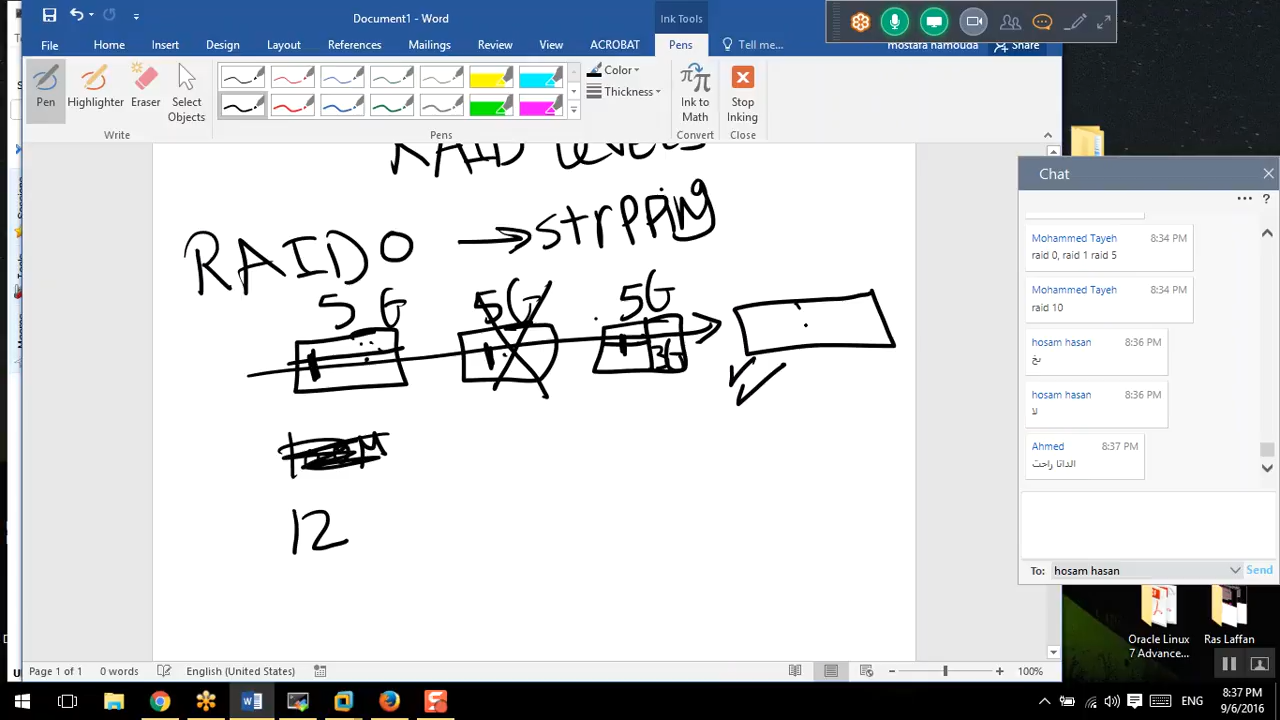 Document1 - Word
Ink Tools
File
Home
Insert
Design
Layout
References
Mailings
Review
View
ACROBAT
Pens
Tell me...
mostafa hamouda
Share
Pen
Highlighter
Eraser
Select Objects
Color
Thickness
Ink to Math
Stop Inking
Write
Pens
Convert
Close
RAID levels
RAID0 → strpping
5G
5G
5G
3G
12
Chat
Mohammed Tayeh 8:34 PM
raid 0, raid 1 raid 5
Mohammed Tayeh 8:34 PM
raid 10
hosam hasan 8:36 PM
hosam hasan 8:36 PM
لا
Ahmed 8:37 PM
الداتا راحت
To: hosam hasan Send
Oracle Linux 7 Advance...
Ras Laffan
Page 1 of 1 0 words English (United States) 100%
ENG
8:37 PM
9/6/2016